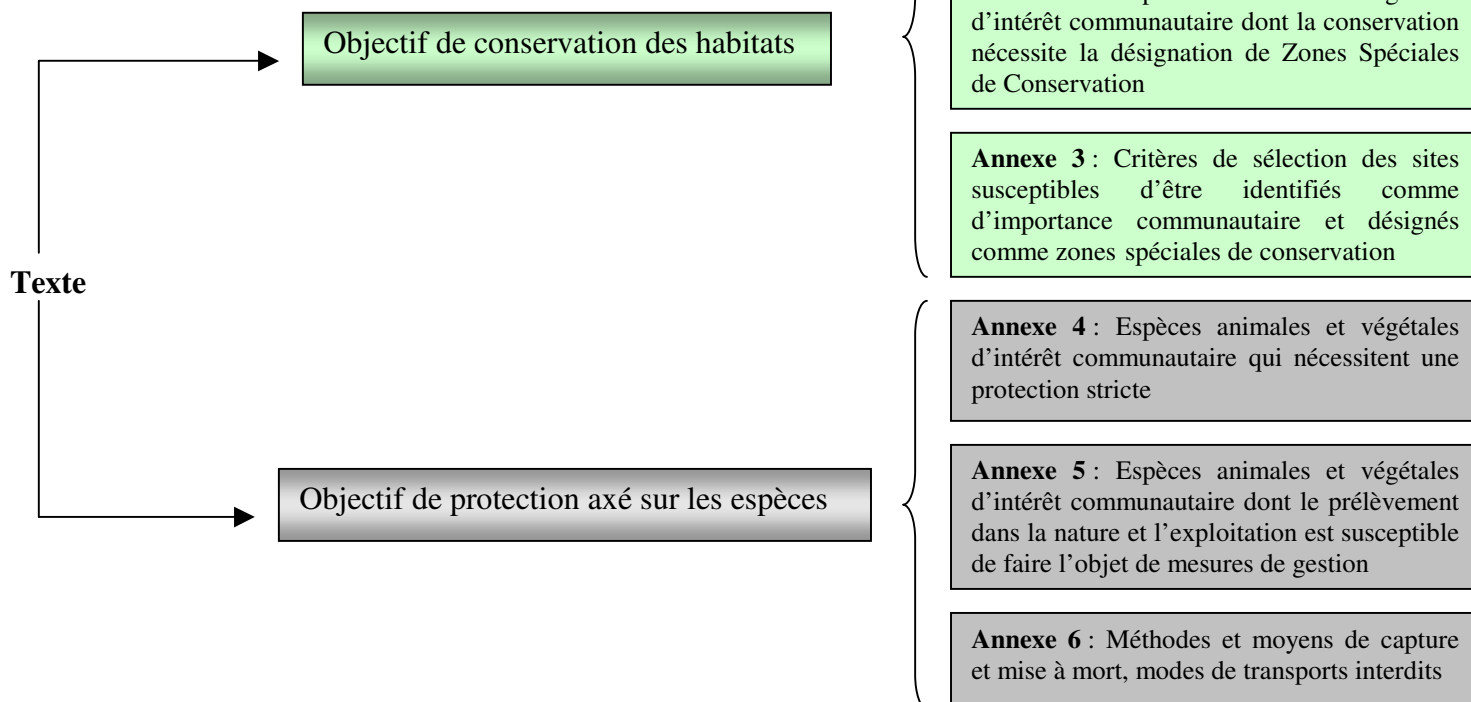 Objectif de conservation des habitats
d’intérêt communautaire dont la conservation
nécessite la désignation de Zones Spéciales
de Conservation
Annexe 3 : Critères de sélection des sites
susceptibles d’être identifiés comme
d’importance communautaire et désignés
comme zones spéciales de conservation
Texte
Annexe 4 : Espèces animales et végétales
d’intérêt communautaire qui nécessitent une
protection stricte
Objectif de protection axé sur les espèces
Annexe 5 : Espèces animales et végétales
d’intérêt communautaire dont le prélèvement
dans la nature et l’exploitation est susceptible
de faire l’objet de mesures de gestion
Annexe 6 : Méthodes et moyens de capture
et mise à mort, modes de transports interdits